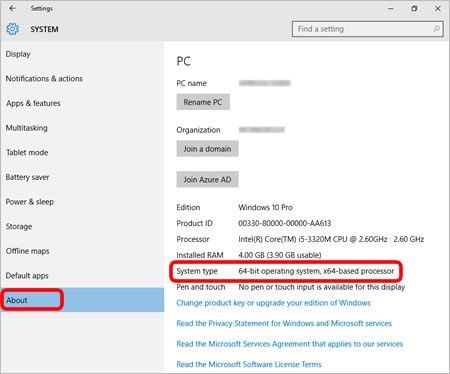 Settings
SYSTEM
Find a setting
Display
Notifications & actions
Apps & features
Multitasking
Tablet mode
Battery saver
Power & sleep
Storage
Offline maps
Default apps
About
PC
PC name
Rename PC
Organization
Join a domain
Join Azure AD
Edition Windows 10 Pro
Product ID 00330-80000-00000-AA613
Processor Intel(R) Core(TM) i5-3320M CPU @ 2.60GHz 2.60 GHz
Installed RAM 4.00 GB (3.90 GB usable)
System type 64-bit operating system, x64-based processor
Pen and touch No pen or touch input is available for this display
Change product key or upgrade your edition of Windows
Read the Privacy Statement for Windows and Microsoft services
Read the Microsoft Services Agreement that applies to our services
Read the Microsoft Software License Terms